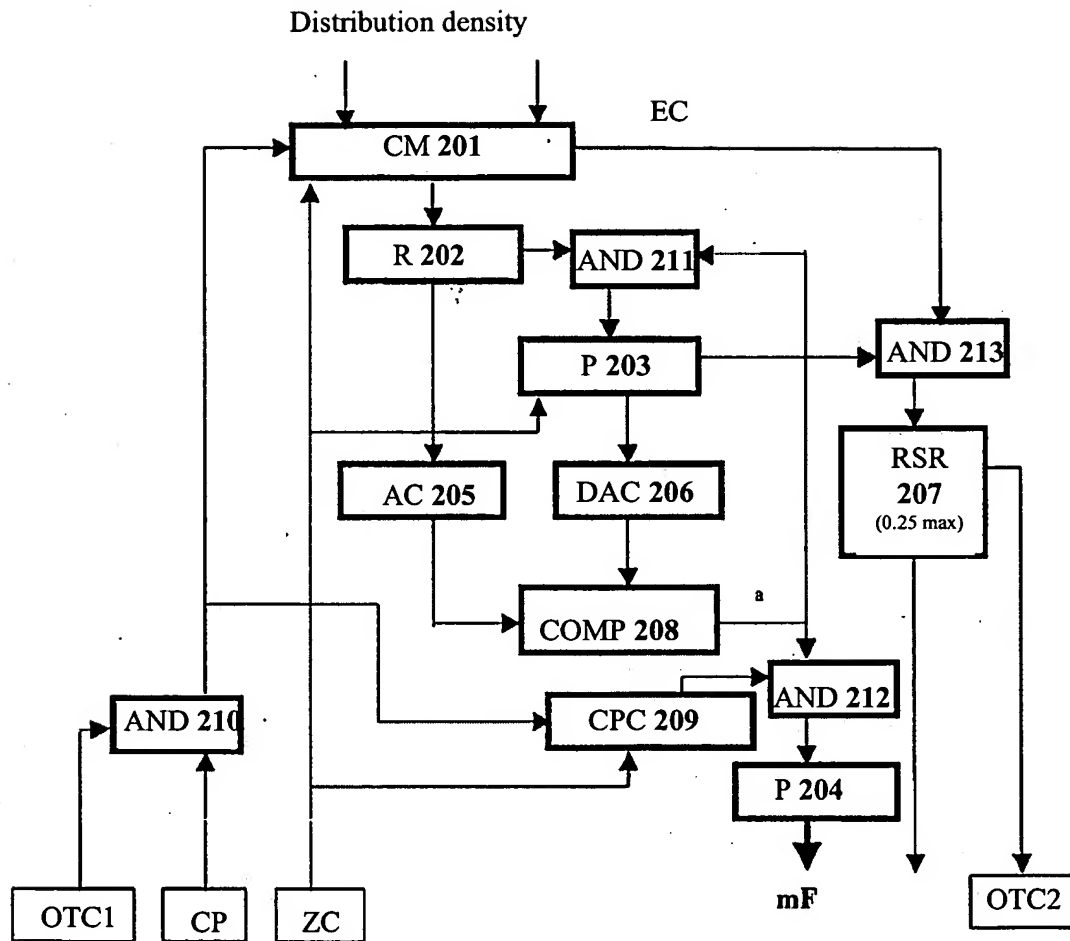 Distribution density
EC
CM 201
R 202
AND 211
P 203
AND 213
AC 205
DAC 206
RSR
207
(0.25 max)
a
COMP 208
AND 210
CPC 209
AND 212
P 204
OTC1
CP
ZC
mF
OTC2